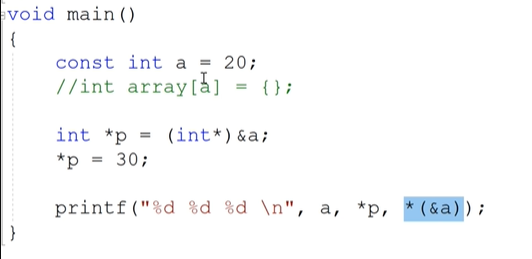 void main()
{
const int a = 20;
//int array[a] = {};
int *p = (int*)&a;
*p = 30;
printf("%d %d %d \n", a, *p, *(&a));
}